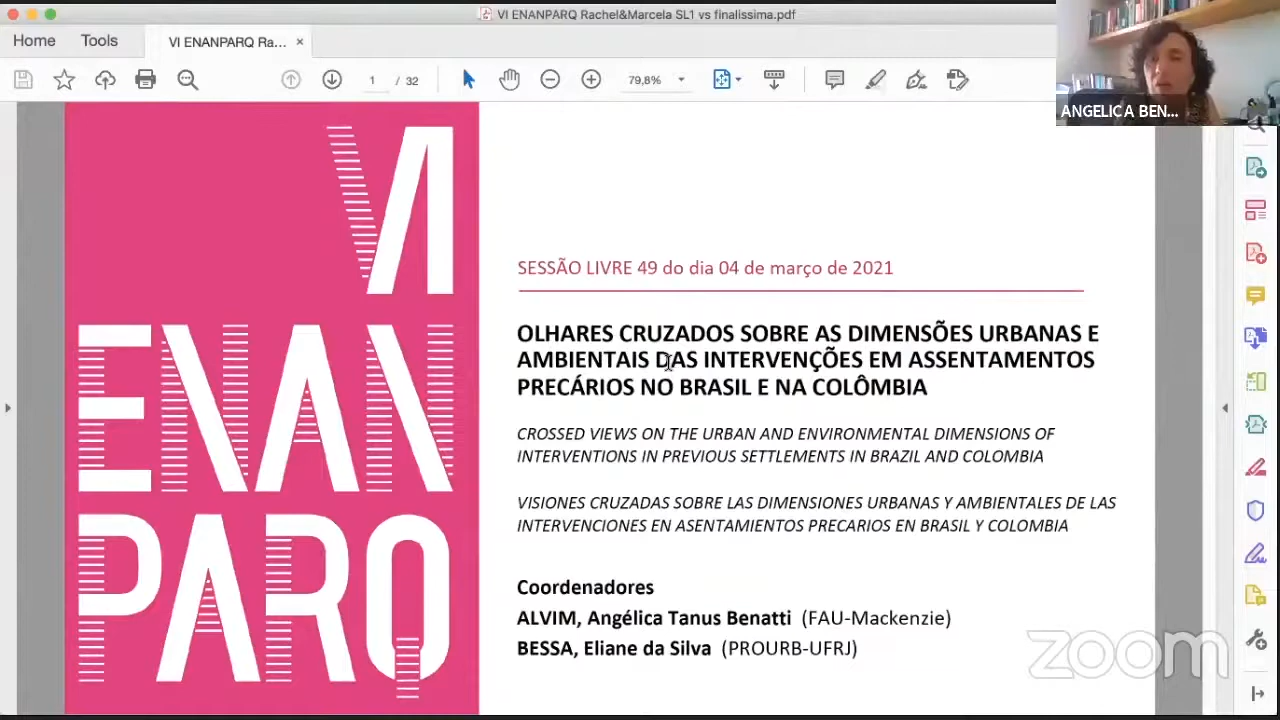 VI ENANPARQ Rachel&Marcela SL1 vs finalissima.pdf
Home
Tools
VI ENANPARQ Ra... ×
1 / 32
79,8%
ANGELICA BEN...
VI
ENAN
PARQ
SESSÃO LIVRE 49 do dia 04 de março de 2021
OLHARES CRUZADOS SOBRE AS DIMENSÕES URBANAS E
AMBIENTAIS DAS INTERVENÇÕES EM ASSENTAMENTOS
PRECÁRIOS NO BRASIL E NA COLÔMBIA
CROSSED VIEWS ON THE URBAN AND ENVIRONMENTAL DIMENSIONS OF
INTERVENTIONS IN PREVIOUS SETTLEMENTS IN BRAZIL AND COLOMBIA
VISIONES CRUZADAS SOBRE LAS DIMENSIONES URBANAS Y AMBIENTALES DE LAS
INTERVENCIONES EN ASENTAMIENTOS PRECARIOS EN BRASIL Y COLOMBIA
Coordenadores
ALVIM, Angélica Tanus Benatti (FAU-Mackenzie)
BESSA, Eliane da Silva (PROURB-UFRJ)
zoom